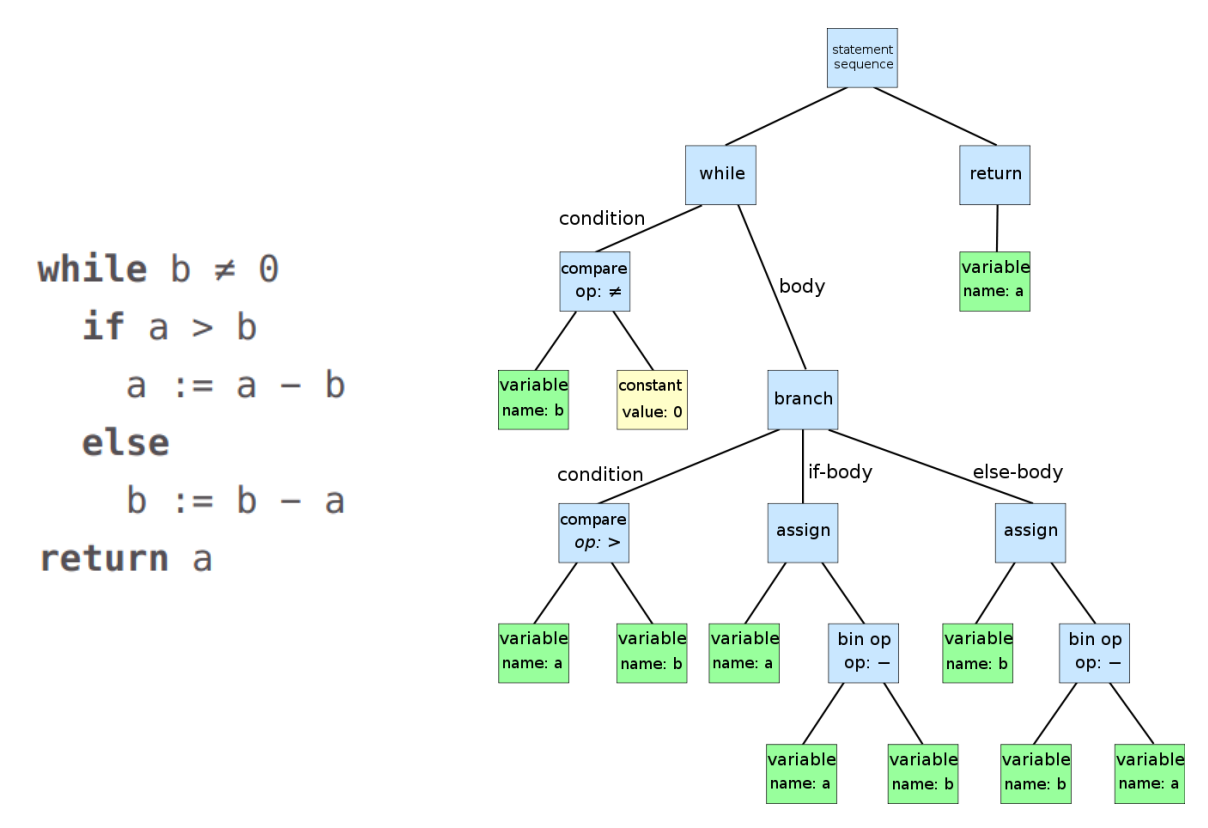 while b ≠ 0
if a > b
a := a − b
else
b := b − a
return a
statement
sequence
while
return
condition
body
compare
op: ≠
variable
name: a
variable
name: b
constant
value: 0
branch
condition
if-body
else-body
compare
op: >
assign
assign
variable
name: a
variable
name: b
variable
name: a
bin op
op: −
variable
name: b
bin op
op: −
variable
name: a
variable
name: b
variable
name: b
variable
name: a